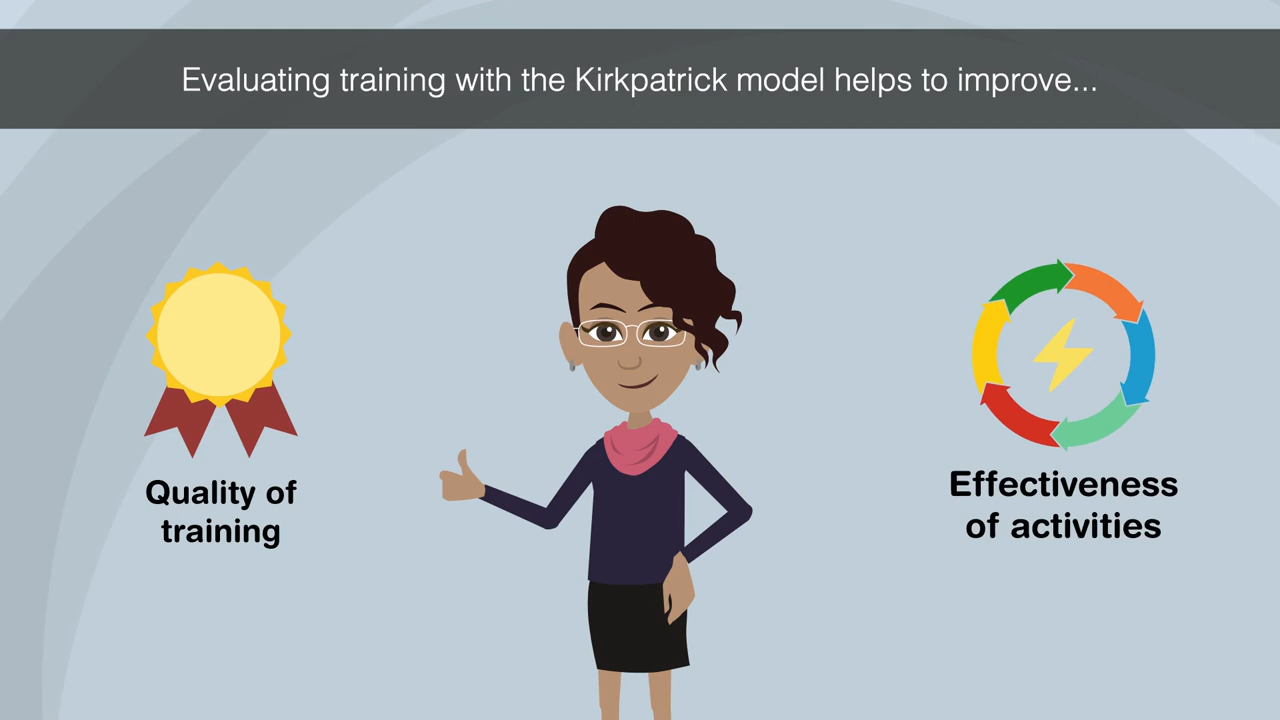 Evaluating training with the Kirkpatrick model helps to improve...
Quality of
training
Effectiveness
of activities